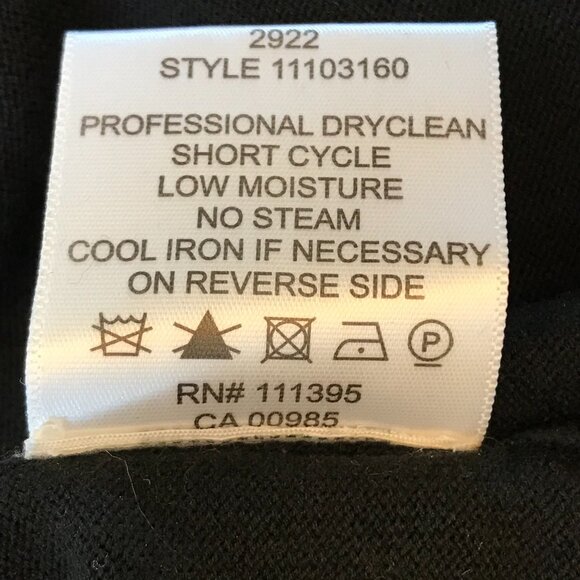 2922
STYLE 11103160
PROFESSIONAL DRYCLEAN
SHORT CYCLE
LOW MOISTURE
NO STEAM
COOL IRON IF NECESSARY
ON REVERSE SIDE
P
RN# 111395
CA 00985